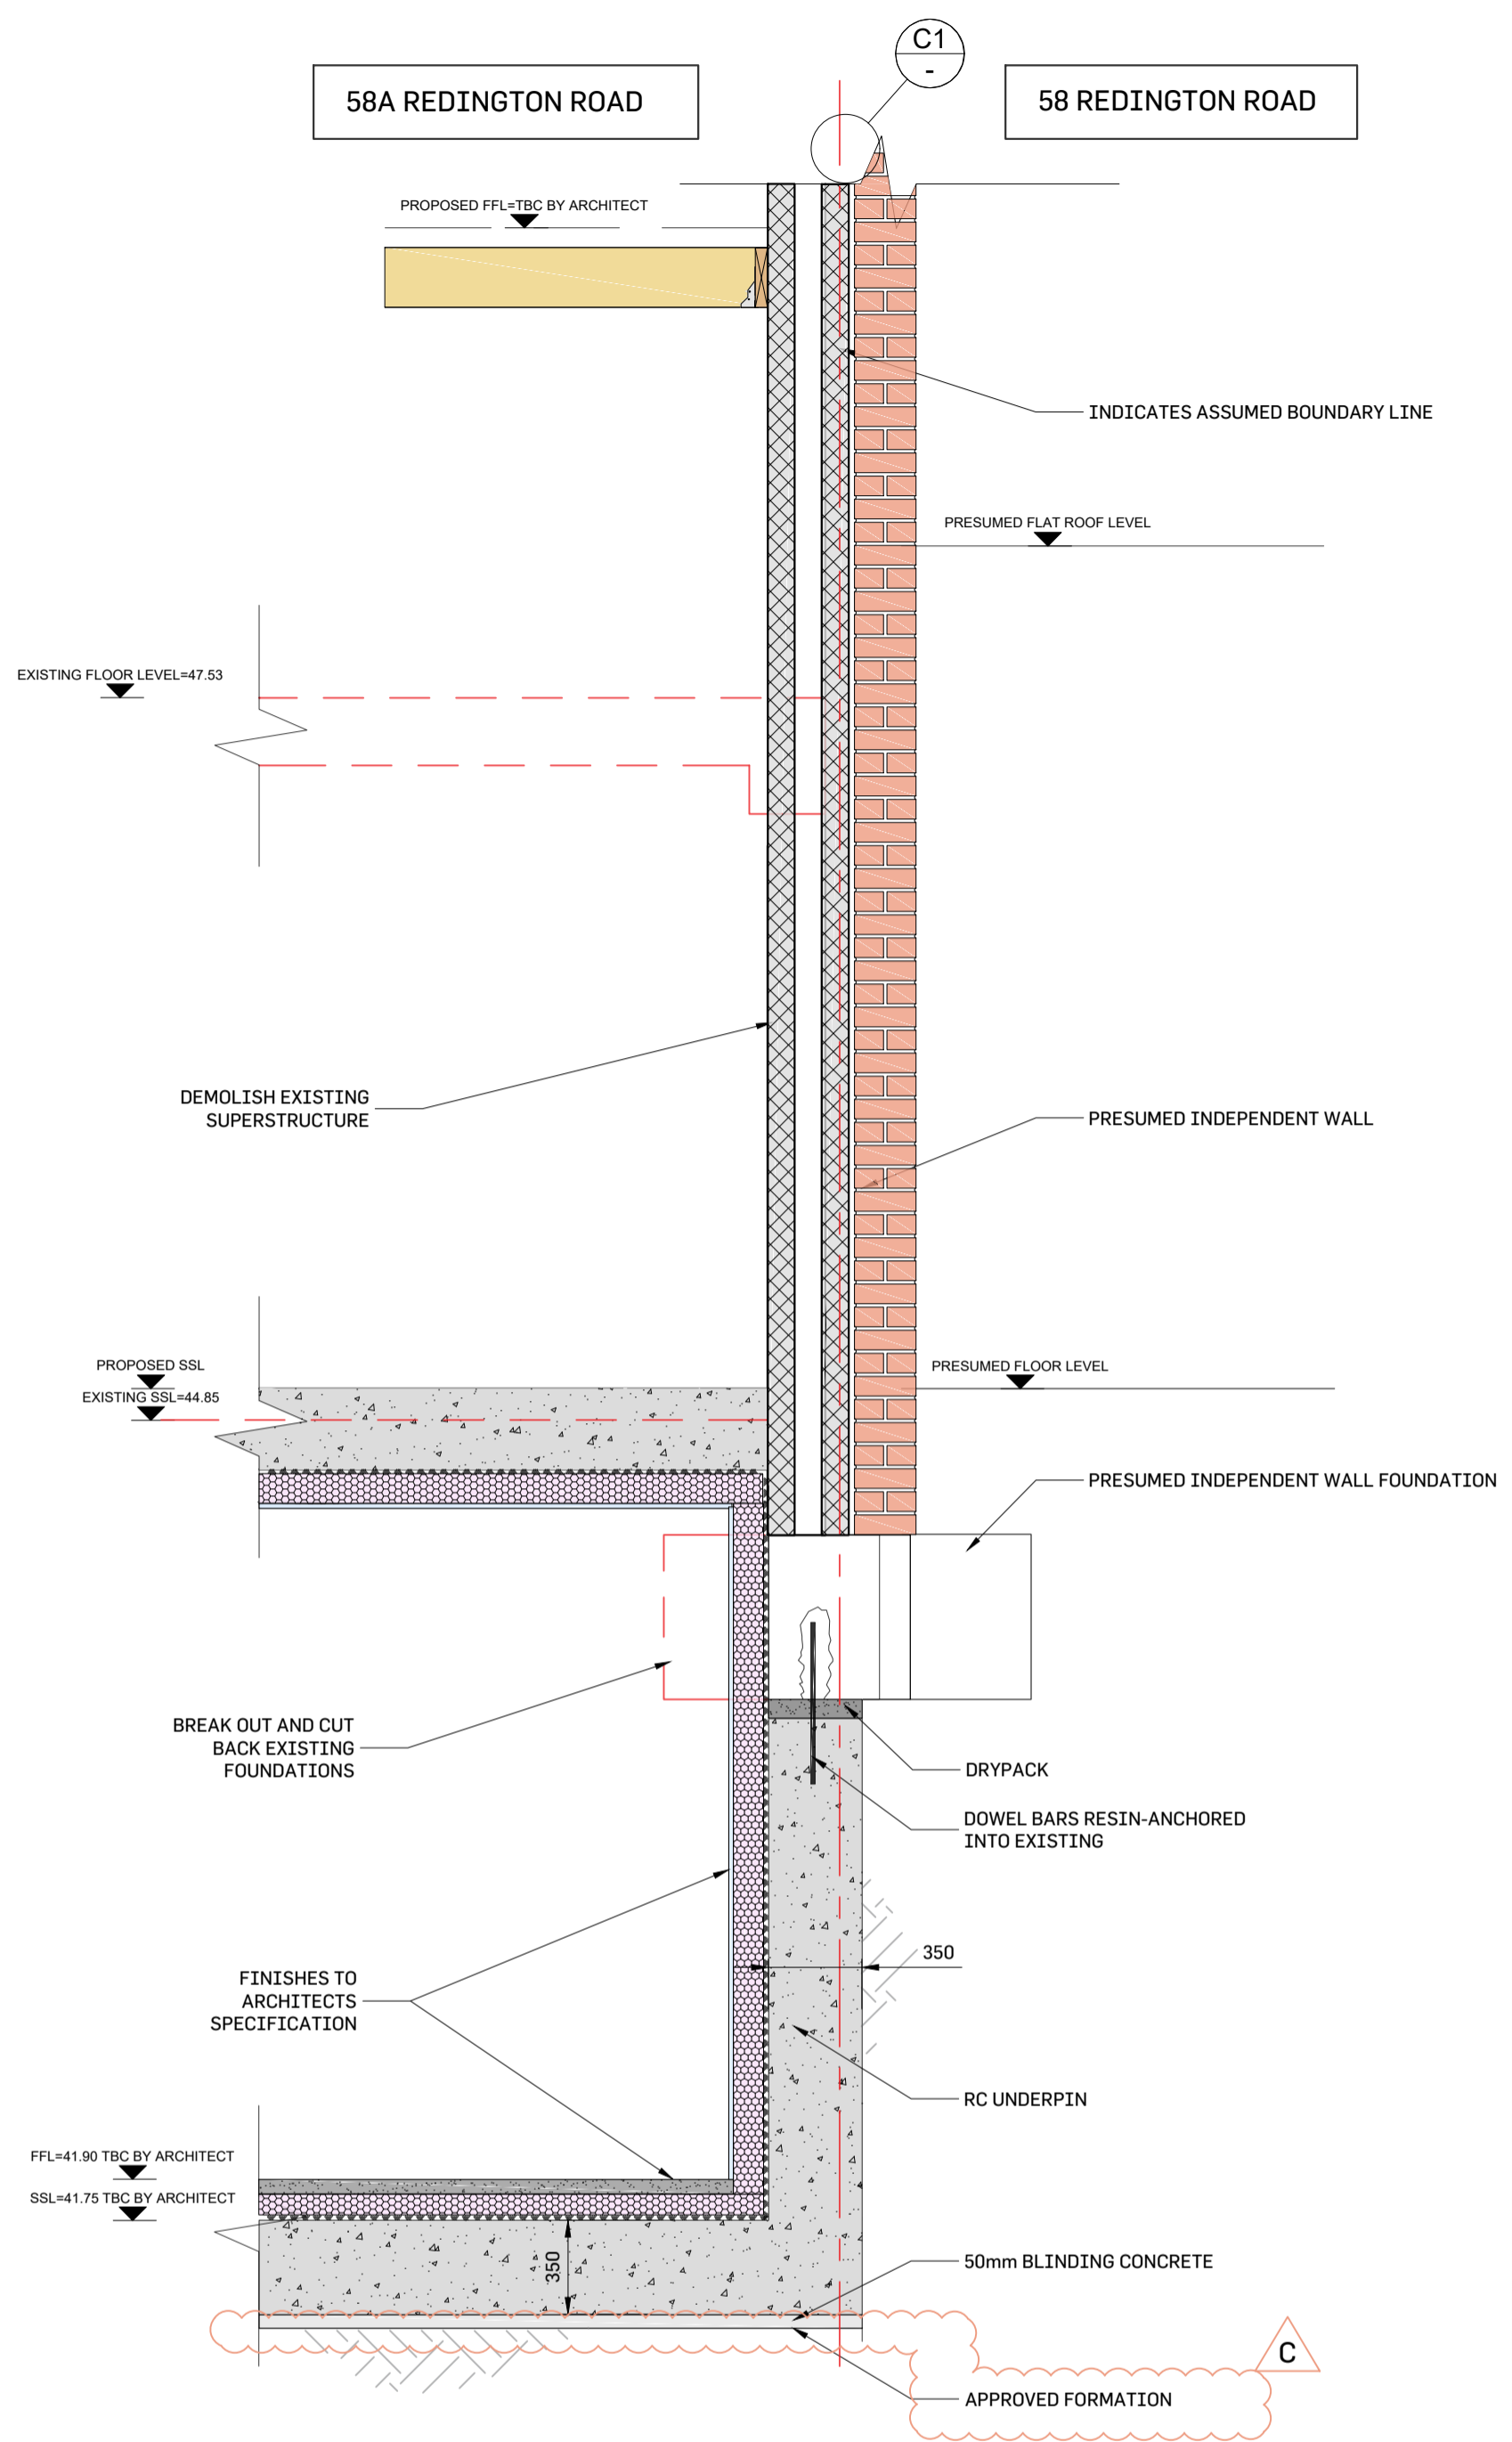 C1
-
58A REDINGTON ROAD
58 REDINGTON ROAD
PROPOSED FFL=TBC BY ARCHITECT
INDICATES ASSUMED BOUNDARY LINE
PRESUMED FLAT ROOF LEVEL
EXISTING FLOOR LEVEL=47.53
DEMOLISH EXISTING
SUPERSTRUCTURE
PRESUMED INDEPENDENT WALL
PROPOSED SSL
EXISTING SSL=44.85
PRESUMED FLOOR LEVEL
PRESUMED INDEPENDENT WALL FOUNDATION
BREAK OUT AND CUT
BACK EXISTING
FOUNDATIONS
DRYPACK
DOWEL BARS RESIN-ANCHORED
INTO EXISTING
350
FINISHES TO
ARCHITECTS
SPECIFICATION
RC UNDERPIN
FFL=41.90 TBC BY ARCHITECT
SSL=41.75 TBC BY ARCHITECT
350
50mm BLINDING CONCRETE
C
APPROVED FORMATION